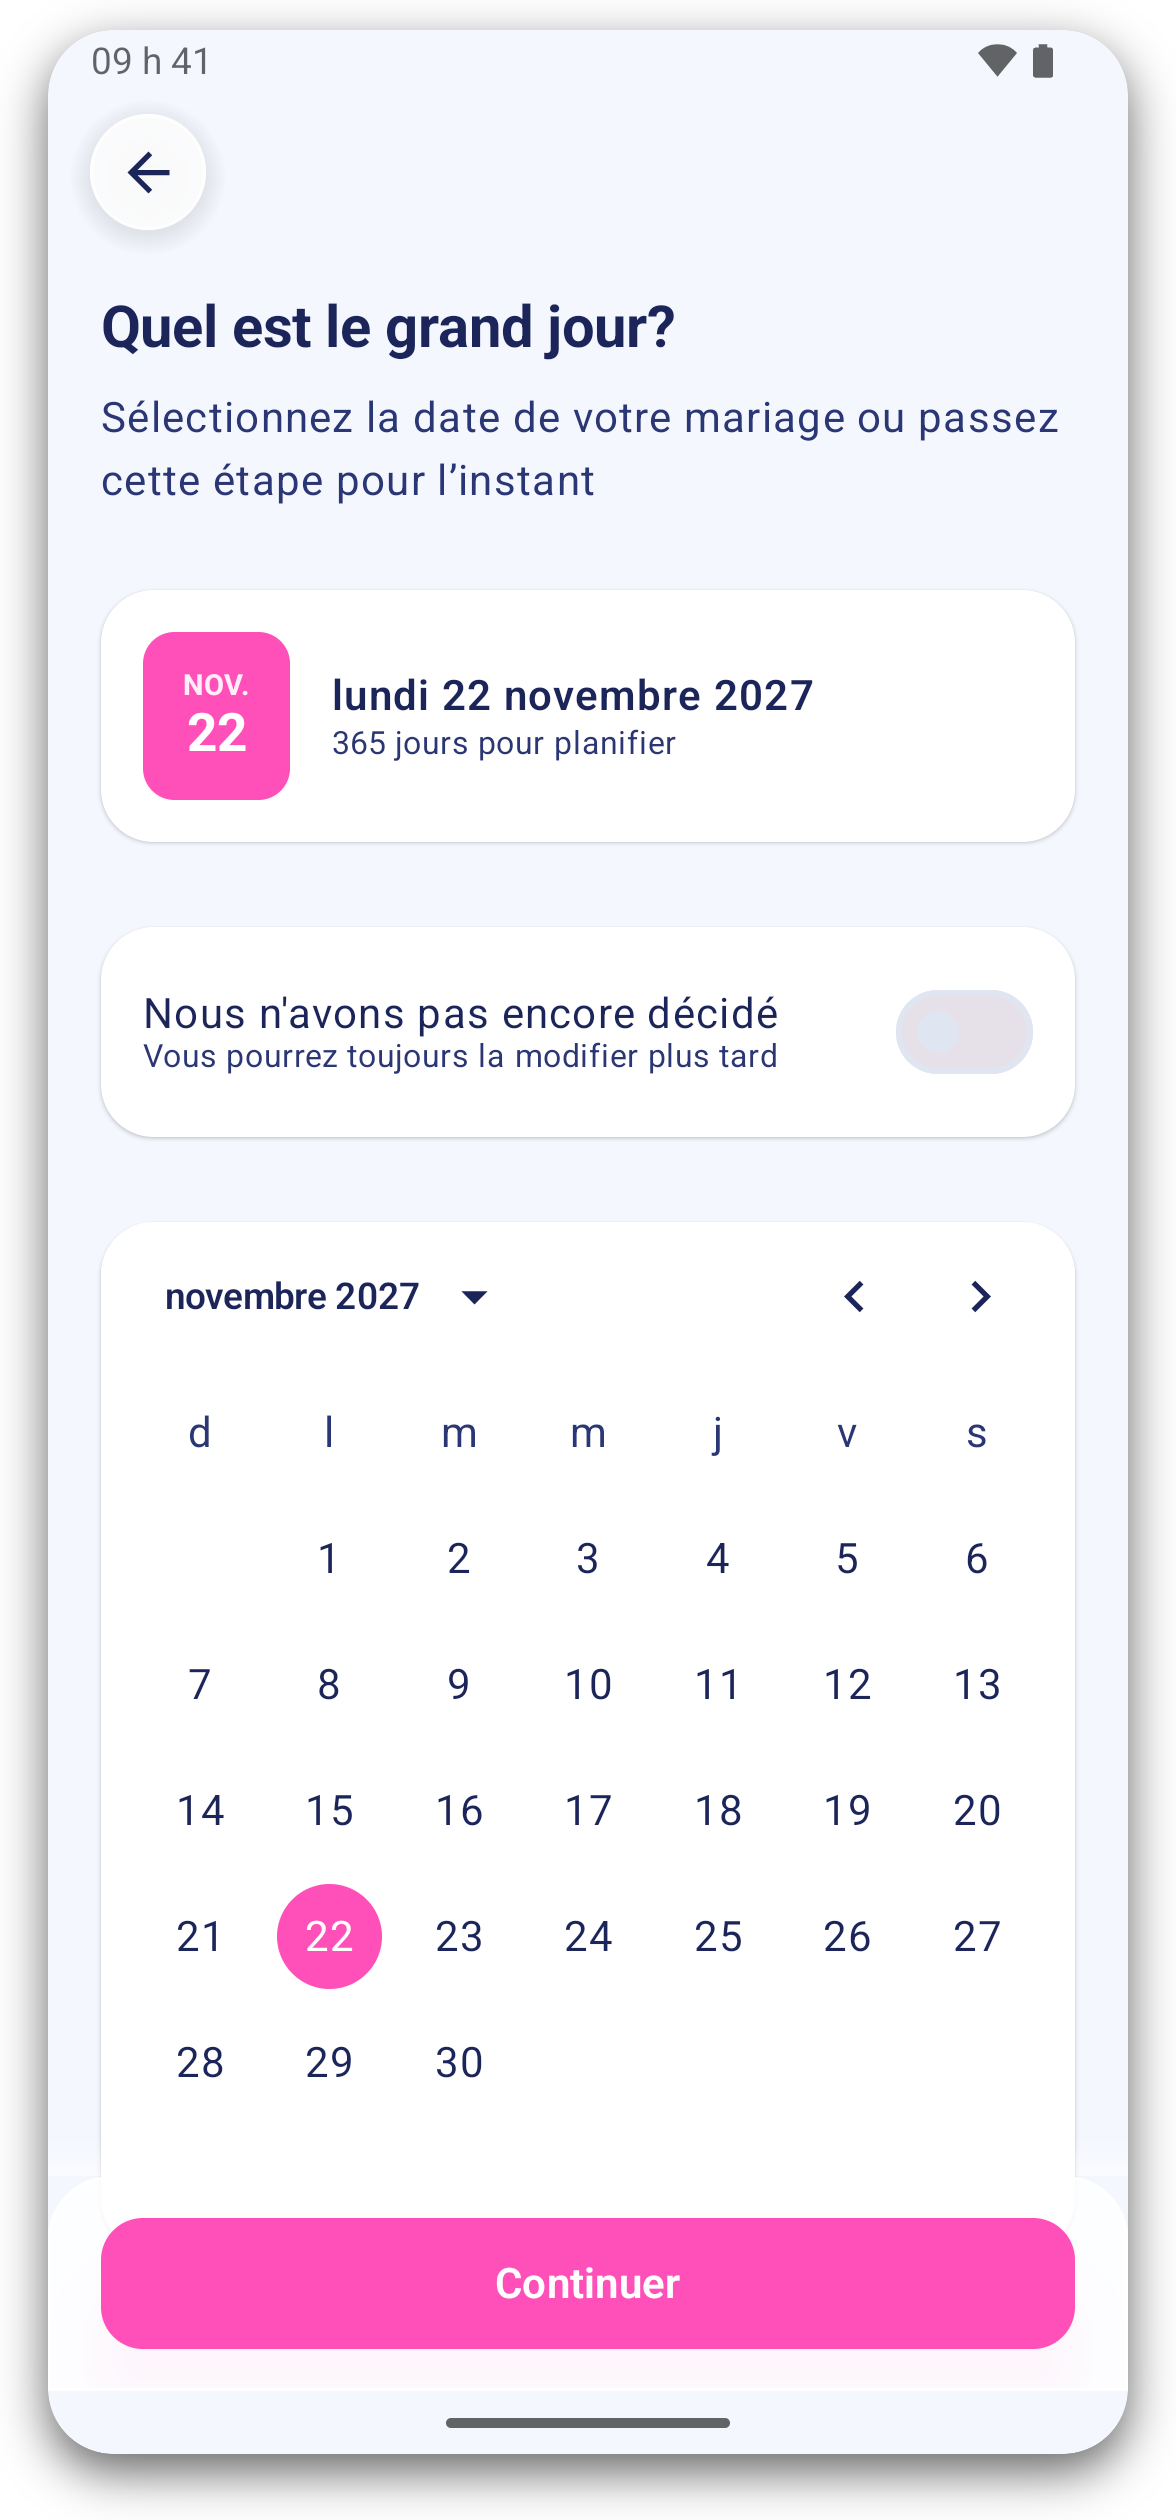 09 h 41
Quel est le grand jour?
Sélectionnez la date de votre mariage ou passez
cette étape pour l’instant
NOV.
22
lundi 22 novembre 2027
365 jours pour planifier
Nous n'avons pas encore décidé
Vous pourrez toujours la modifier plus tard
novembre 2027
d l m m j v s
1 2 3 4 5 6
7 8 9 10 11 12 13
14 15 16 17 18 19 20
21 22 23 24 25 26 27
28 29 30
Continuer